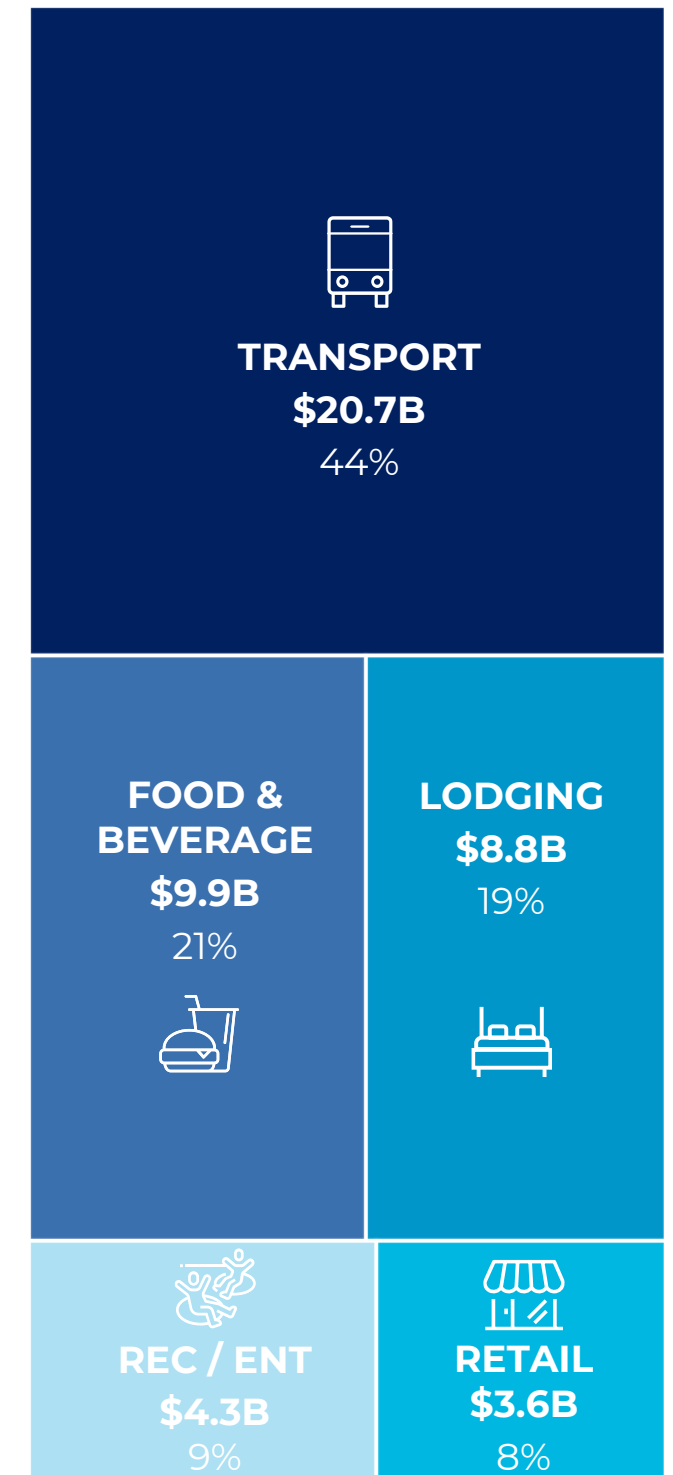 TRANSPORT
$20.7B
44%
FOOD &
BEVERAGE
$9.9B
21%
LODGING
$8.8B
19%
REC / ENT
$4.3B
9%
RETAIL
$3.6B
8%